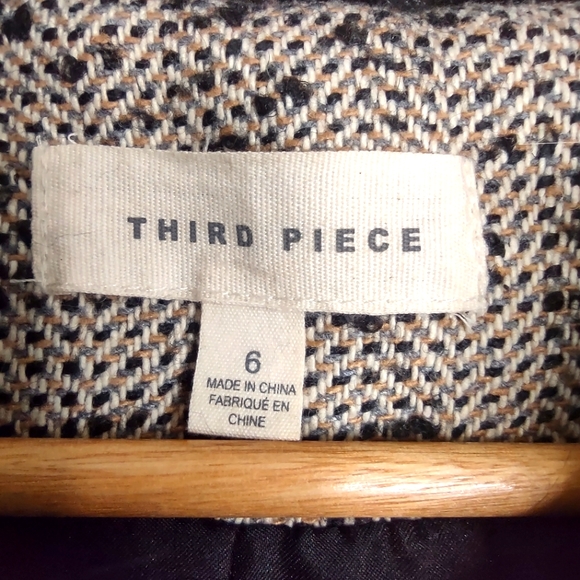 THIRD PIECE
6
MADE IN CHINA
FABRIQUÉ EN
CHINE